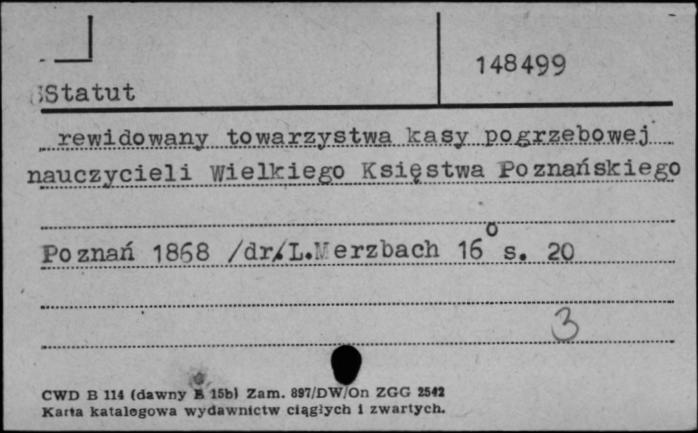 148499
Statut
rewidowany towarzystwa kasy pogrzebowej
nauczycieli Wielkiego Księstwa Poznańskiego
Poznań 1868 /dr./L.Merzbach 16° s. 20
3
CWD B 114 (dawny B 15b) Zam. 897/DW/On ZGG 2542
Karta katalogowa wydawnictw ciągłych i zwartych.